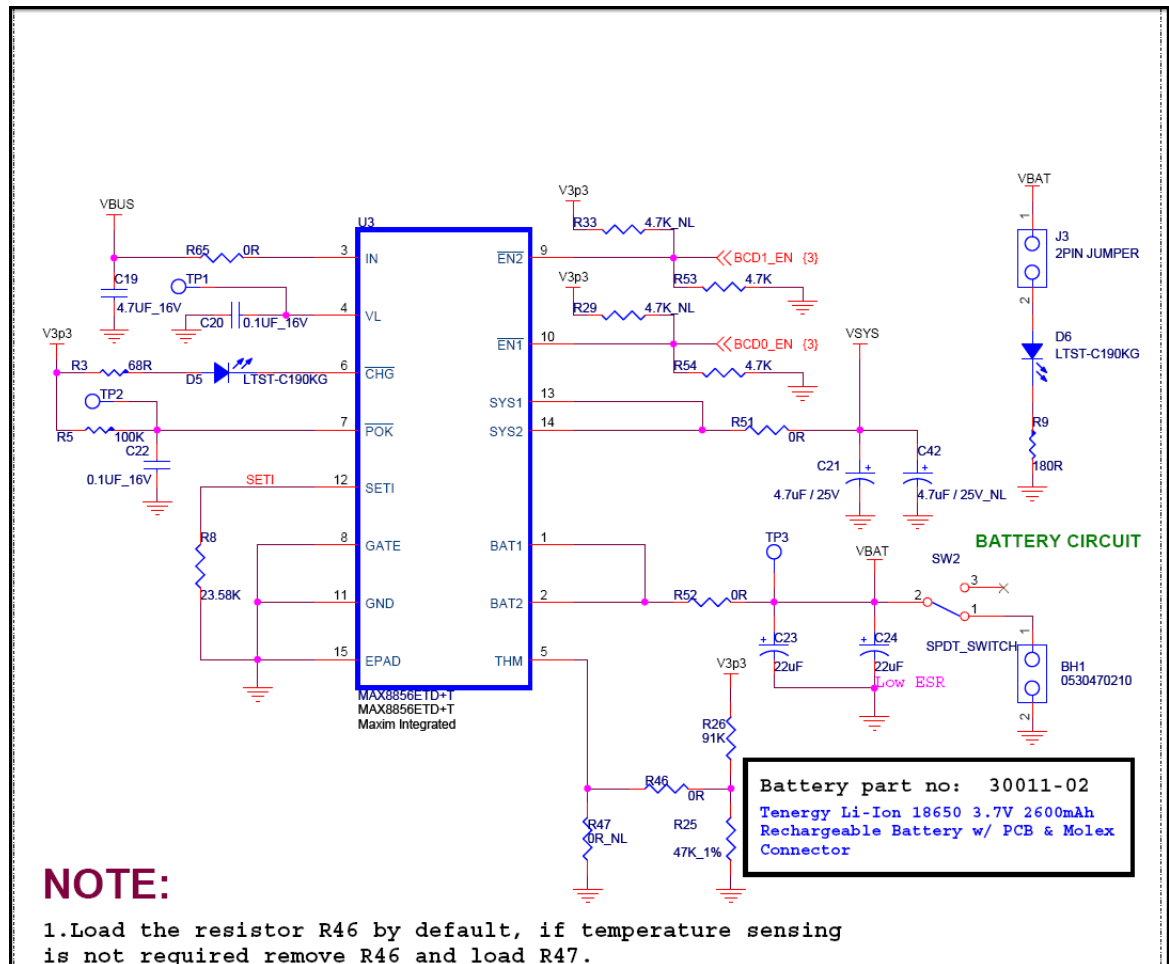 VBUS
R65
0R
C19
4.7UF_16V
TP1
C20
0.1UF_16V
V3p3
R3
68R
D5
LTST-C190KG
TP2
R5
100K
C22
0.1UF_16V
SETI
R8
23.58K
U3
3
IN
4
VL
6
CHG
7
POK
12
SETI
8
GATE
11
GND
15
EPAD
EN2
9
EN1
10
SYS1
13
SYS2
14
BAT1
1
BAT2
2
THM
5
MAX8856ETD+T
MAX8856ETD+T
Maxim Integrated
V3p3
R33
4.7K_NL
BCD1_EN {3}
R53
4.7K
V3p3
R29
4.7K_NL
BCD0_EN {3}
R54
4.7K
VSYS
R51
0R
C21
4.7uF / 25V
C42
4.7uF / 25V_NL
VBAT
1
J3
2PIN JUMPER
2
D6
LTST-C190KG
R9
180R
BATTERY CIRCUIT
TP3
VBAT
R52
0R
C23
22uF
C24
22uF
Low ESR
SW2
3
2
1
SPDT_SWITCH
1
BH1
0530470210
2
V3p3
R26
91K
R46
0R
R47
0R_NL
R25
47K_1%
Battery part no: 30011-02
Tenergy Li-Ion 18650 3.7V 2600mAh
Rechargeable Battery w/ PCB & Molex
Connector
NOTE:
1.Load the resistor R46 by default, if temperature sensing
is not required remove R46 and load R47.